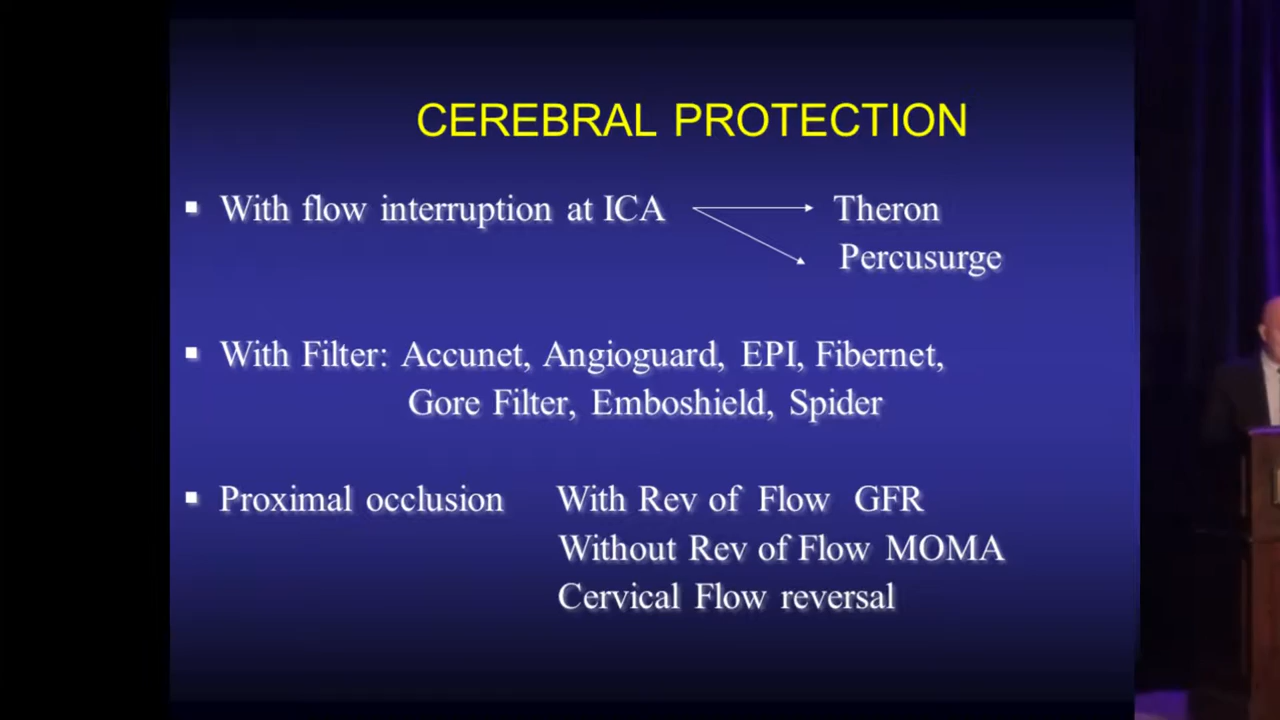 CEREBRAL PROTECTION
▪ With flow interruption at ICA Theron
Percusurge
▪ With Filter: Accunet, Angioguard, EPI, Fibernet,
Gore Filter, Emboshield, Spider
▪ Proximal occlusion With Rev of Flow GFR
Without Rev of Flow MOMA
Cervical Flow reversal